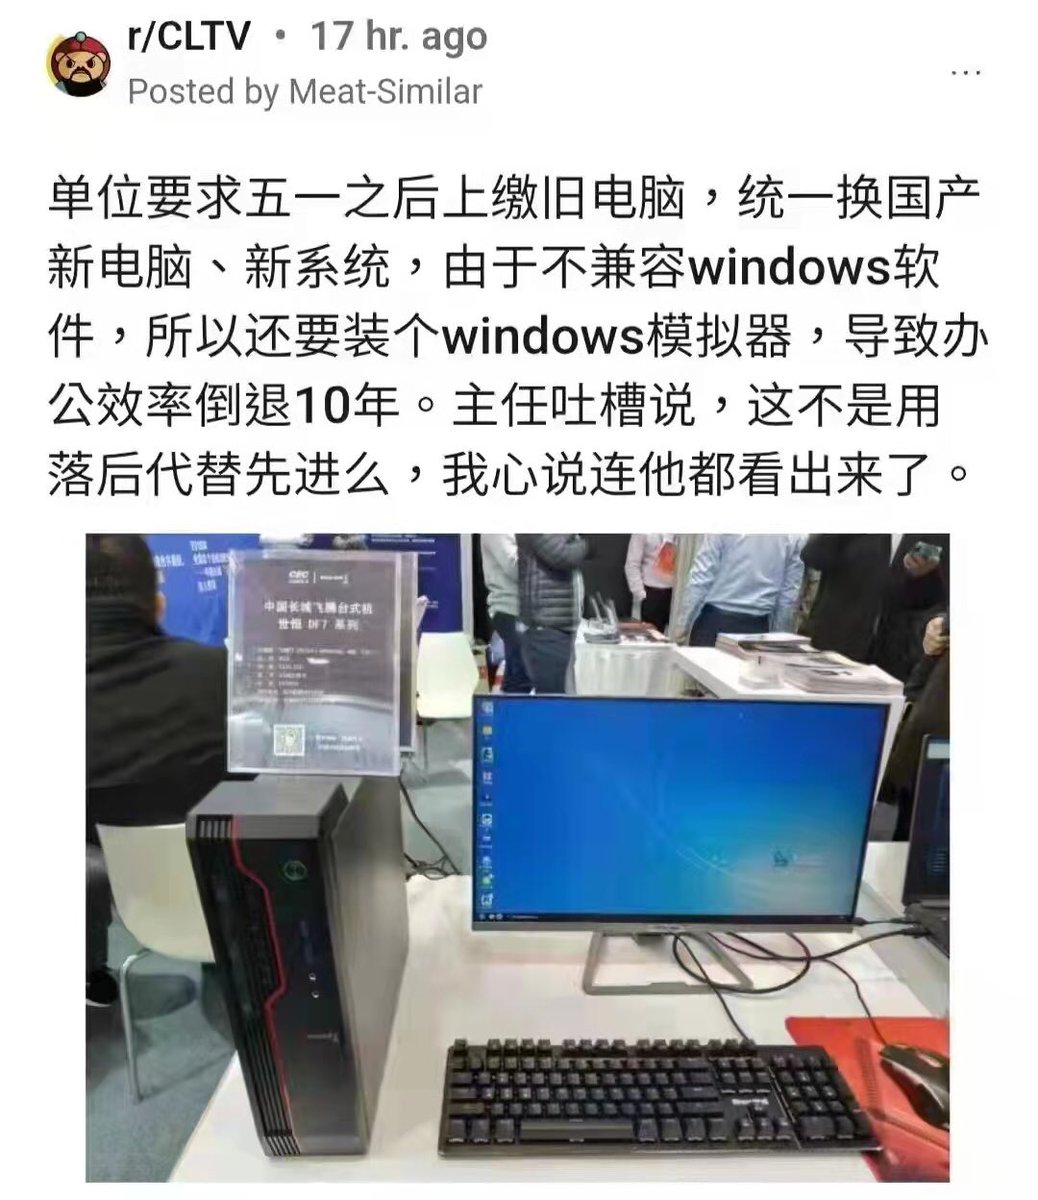 r/CLTV • 17 hr. ago
Posted by Meat-Similar
单位要求五一之后上缴旧电脑，统一换国产
新电脑、新系统，由于不兼容windows软
件，所以还要装个windows模拟器，导致办
公效率倒退10年。主任吐槽说，这不是用
落后代替先进么，我心说连他都看出来了。
CEC
中国长城飞腾台式机
世恒 DF7 系列